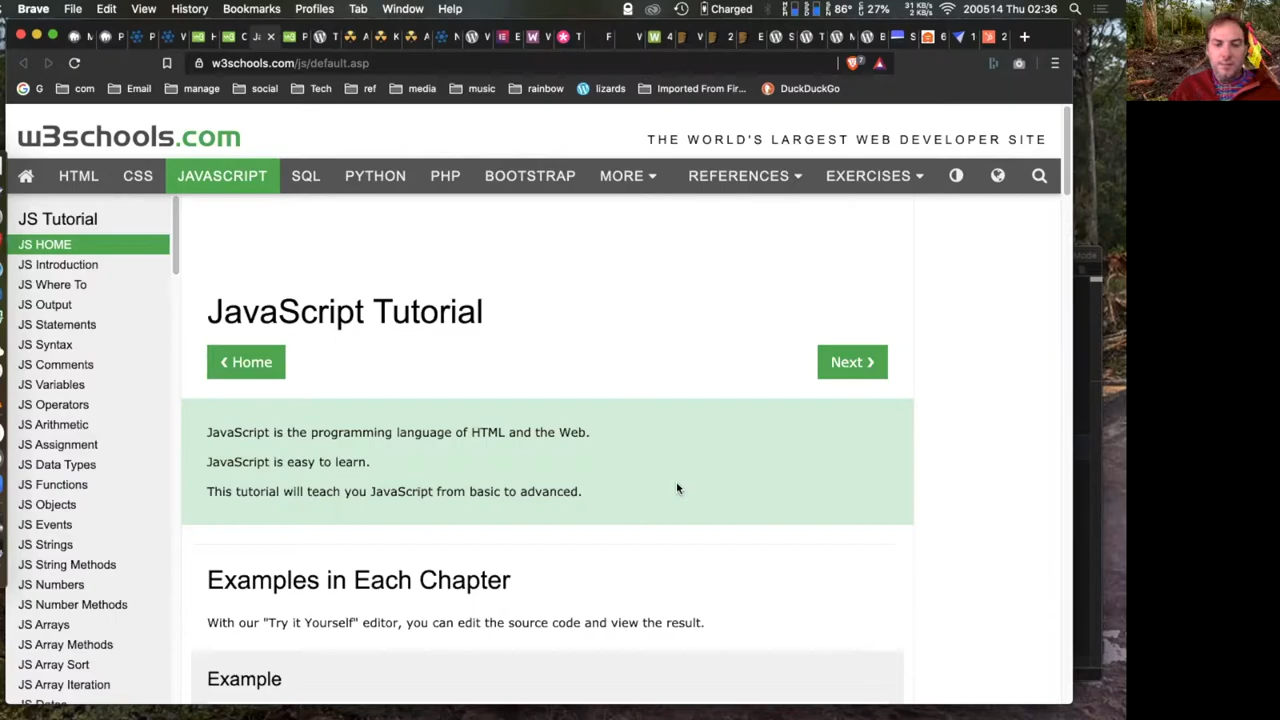 Brave File Edit View History Bookmarks Profiles Tab Window Help Charged 86° 27% 31 KB/s 2 KB/s 200514 Thu 02:36
w3schools.com/js/default.asp
G com Email manage social Tech ref media music rainbow lizards Imported From Fir... DuckDuckGo
w3schools.com THE WORLD'S LARGEST WEB DEVELOPER SITE
HTML CSS JAVASCRIPT SQL PYTHON PHP BOOTSTRAP MORE REFERENCES EXERCISES
JS Tutorial
JS HOME
JS Introduction
JS Where To
JS Output
JS Statements
JS Syntax
JS Comments
JS Variables
JS Operators
JS Arithmetic
JS Assignment
JS Data Types
JS Functions
JS Objects
JS Events
JS Strings
JS String Methods
JS Numbers
JS Number Methods
JS Arrays
JS Array Methods
JS Array Sort
JS Array Iteration
JavaScript Tutorial
❮ Home Next ❯
JavaScript is the programming language of HTML and the Web.
JavaScript is easy to learn.
This tutorial will teach you JavaScript from basic to advanced.
Examples in Each Chapter
With our "Try it Yourself" editor, you can edit the source code and view the result.
Example